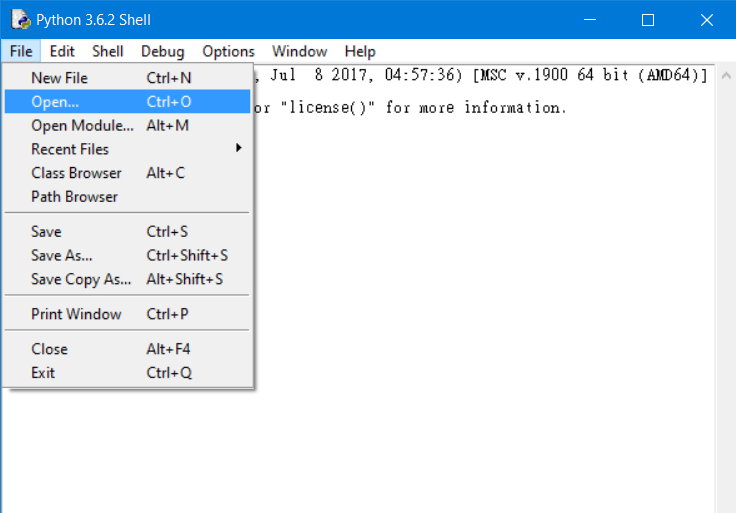 Python 3.6.2 Shell
File Edit Shell Debug Options Window Help
, Jul  8 2017, 04:57:36) [MSC v.1900 64 bit (AMD64)]
or "license()" for more information.
New File Ctrl+N
Open... Ctrl+O
Open Module... Alt+M
Recent Files
Class Browser Alt+C
Path Browser
Save Ctrl+S
Save As... Ctrl+Shift+S
Save Copy As... Alt+Shift+S
Print Window Ctrl+P
Close Alt+F4
Exit Ctrl+Q